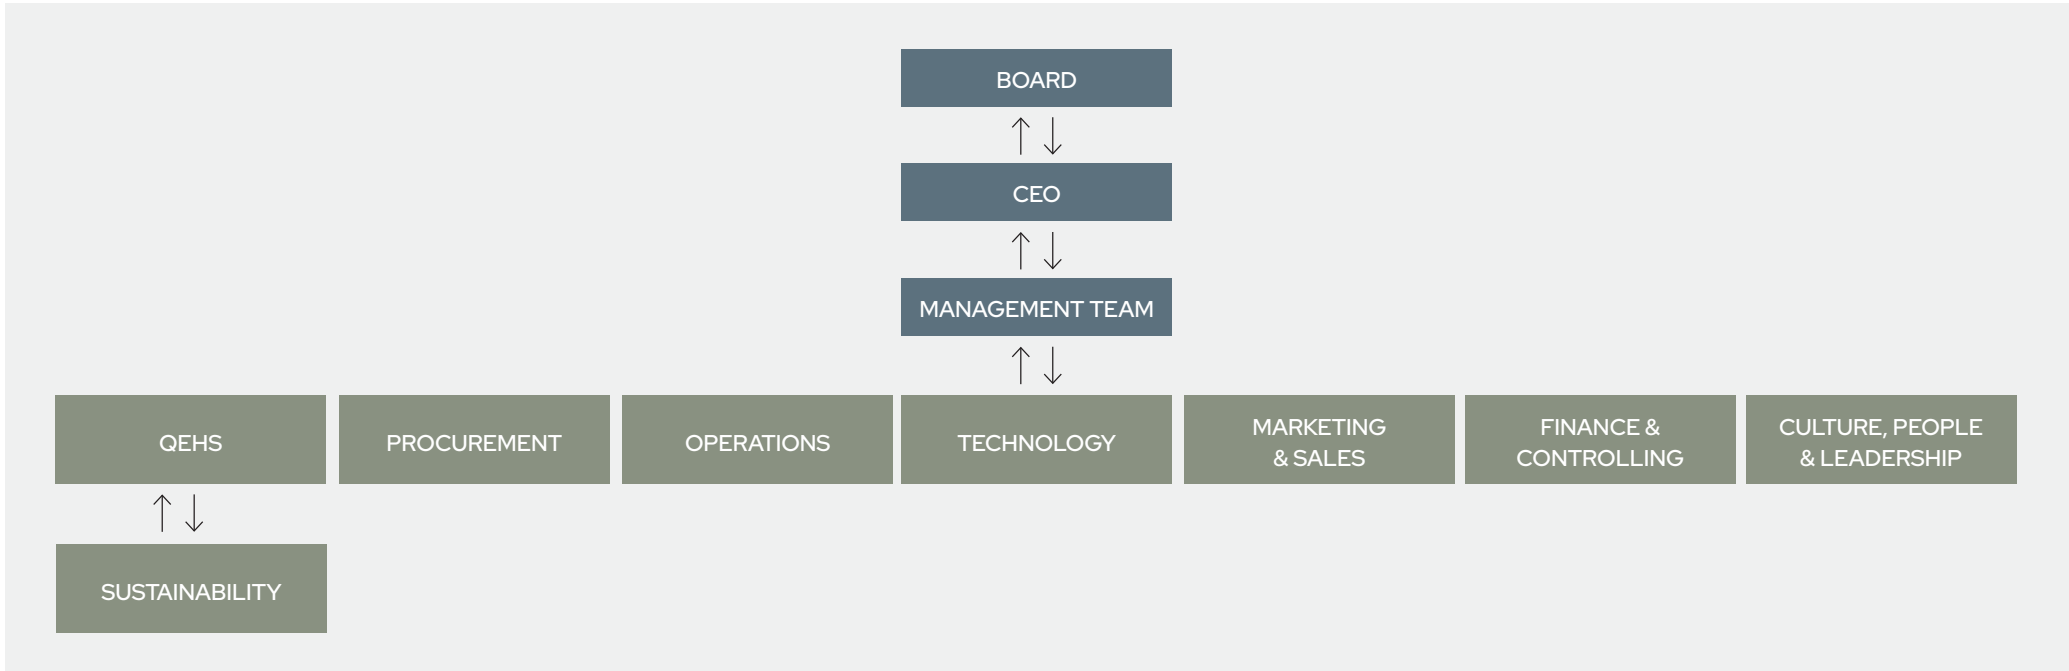 BOARD
CEO
MANAGEMENT TEAM
QEHS
PROCUREMENT
OPERATIONS
TECHNOLOGY
MARKETING
& SALES
FINANCE &
CONTROLLING
CULTURE, PEOPLE
& LEADERSHIP
SUSTAINABILITY